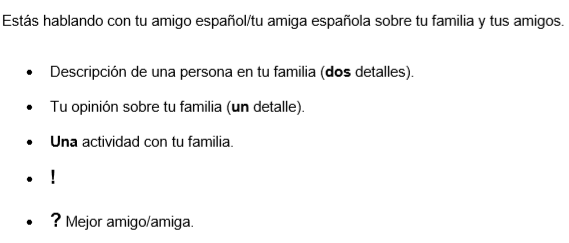 Estás hablando con tu amigo español/tu amiga española sobre tu familia y tus amigos.
• Descripción de una persona en tu familia (dos detalles).
• Tu opinión sobre tu familia (un detalle).
• Una actividad con tu familia.
• !
• ? Mejor amigo/amiga.